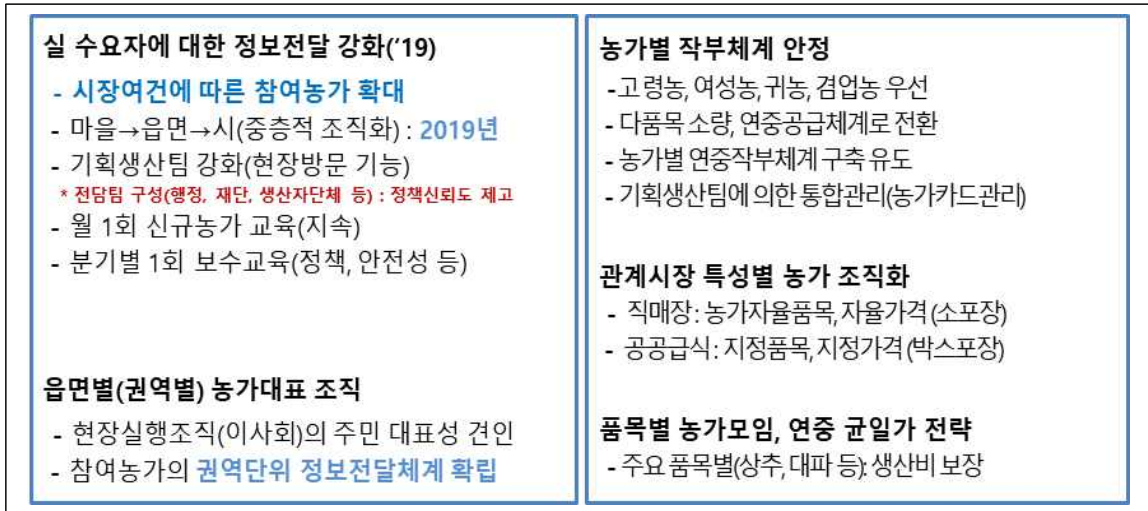 실 수요자에 대한 정보전달 강화(‘19)
- 시장여건에 따른 참여농가 확대
- 마을→읍면→시(중층적 조직화) : 2019년
- 기획생산팀 강화(현장방문 기능)
* 전담팀 구성(행정, 재단, 생산자단체 등) : 정책신뢰도 제고
- 월 1회 신규농가 교육(지속)
- 분기별 1회 보수교육(정책, 안전성 등)
읍면별(권역별) 농가대표 조직
- 현장실행조직(이사회)의 주민 대표성 견인
- 참여농가의 권역단위 정보전달체계 확립
농가별 작부체계 안정
- 고령농, 여성농, 귀농, 겸업농 우선
- 다품목 소량, 연중공급체계로 전환
- 농가별 연중작부체계 구축 유도
- 기획생산팀에 의한 통합관리(농가카드관리)
관계시장 특성별 농가 조직화
- 직매장 : 농가자율품목, 자율가격 (소포장)
- 공공급식 : 지정품목, 지정가격 (박스포장)
품목별 농가모임, 연중 균일가 전략
- 주요 품목별(상추, 대파 등): 생산비 보장